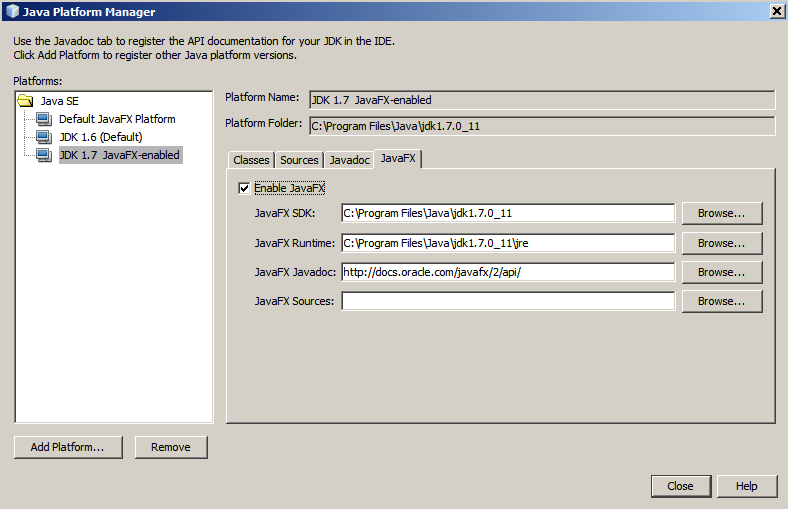 Java Platform Manager
Use the Javadoc tab to register the API documentation for your JDK in the IDE.
Click Add Platform to register other Java platform versions.
Platforms:
Java SE
Default JavaFX Platform
JDK 1.6 (Default)
JDK 1.7 JavaFX-enabled
Platform Name: JDK 1.7 JavaFX-enabled
Platform Folder: C:\Program Files\Java\jdk1.7.0_11
Classes Sources Javadoc JavaFX
Enable JavaFX
JavaFX SDK: C:\Program Files\Java\jdk1.7.0_11 Browse...
JavaFX Runtime: C:\Program Files\Java\jdk1.7.0_11\jre Browse...
JavaFX Javadoc: http://docs.oracle.com/javafx/2/api/ Browse...
JavaFX Sources: Browse...
Add Platform... Remove
Close Help